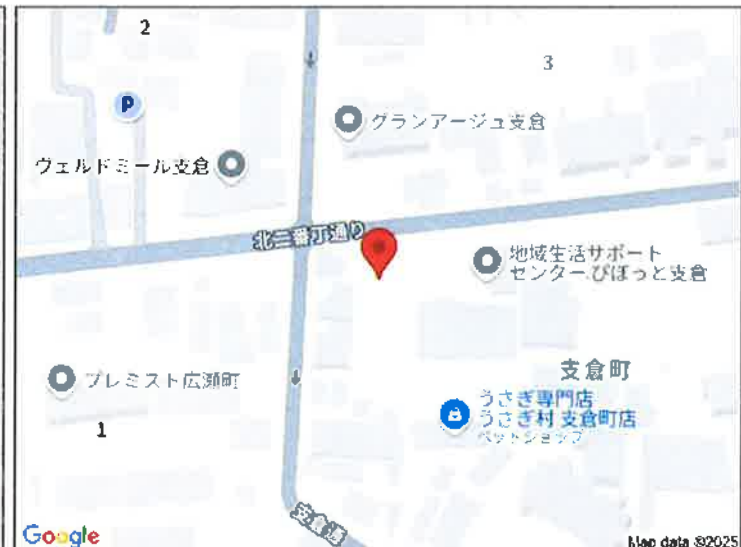 2
3
P
グランアージュ支倉
ヴェルドミール支倉
北二番丁通り
地域生活サポート
センターぴぼっと支倉
プレミスト広瀬町
支倉町
うさぎ専門店
うさぎ村 支倉町店
ペットショップ
1
支倉通
Google
Map data ©2025